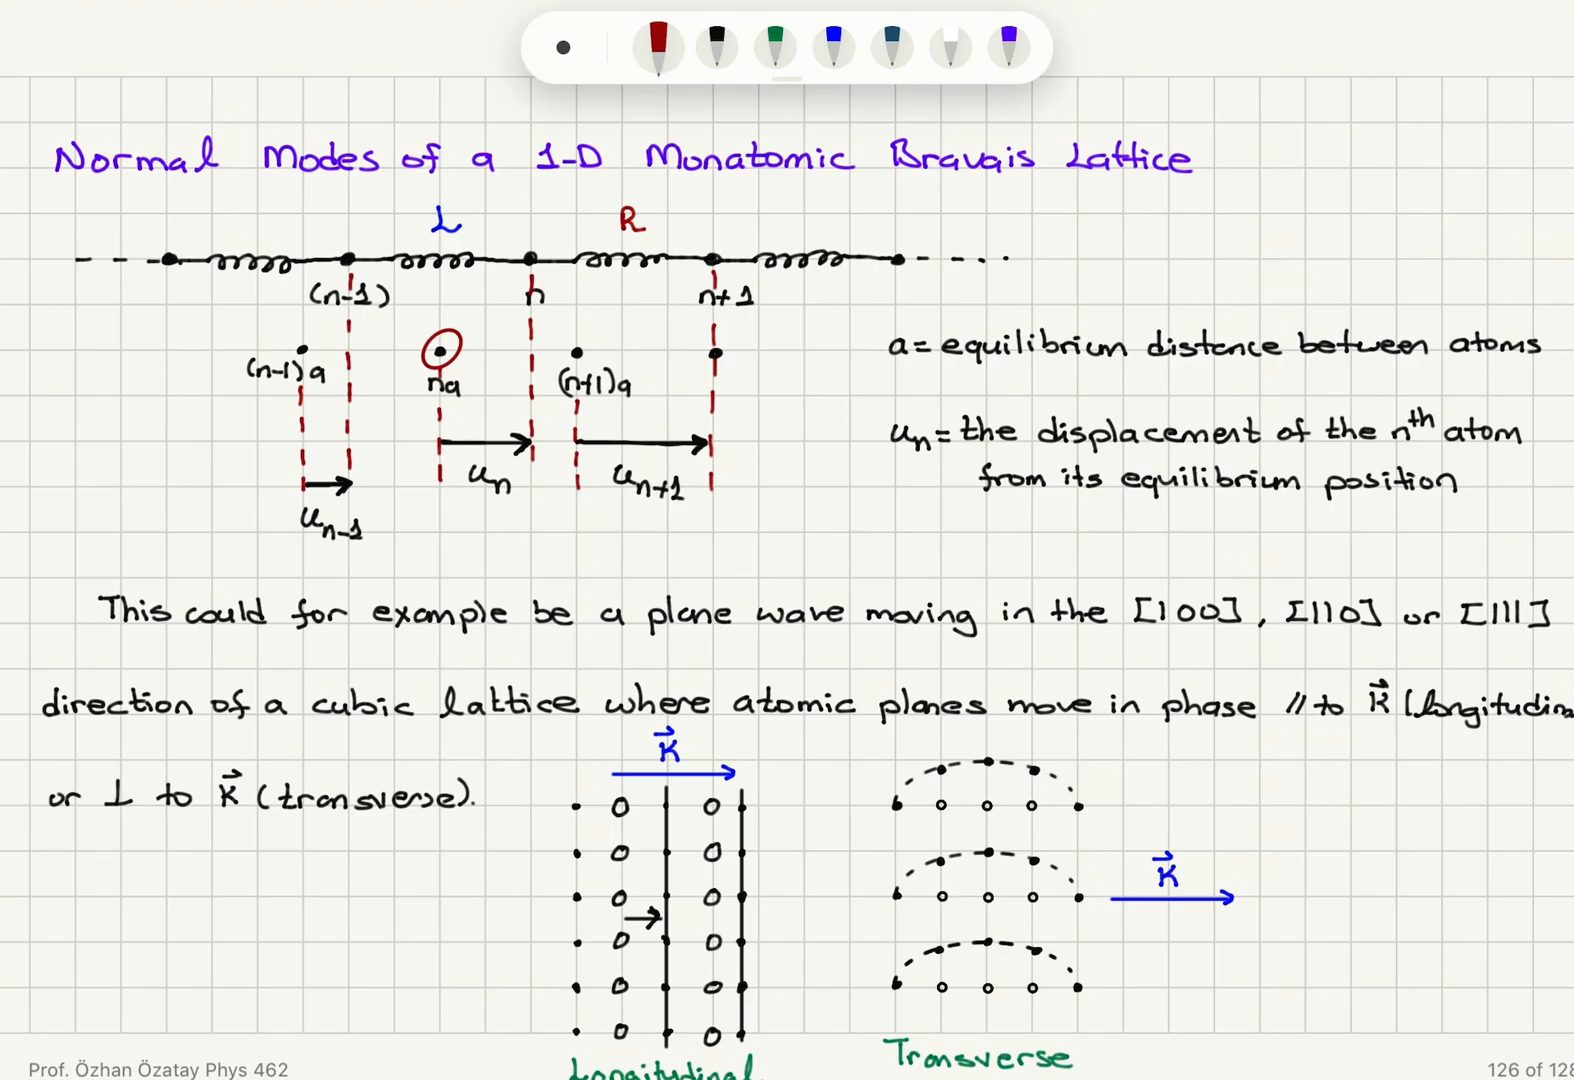 Normal Modes of a 1-D Monatomic Bravais Lattice
L R
(n-1) n n+1
(n-1)a na (n+1)a
a = equilibrium distance between atoms
uₙ = the displacement of the nᵗʰ atom
from its equilibrium position
uₙ uₙ₊₁
uₙ₋₁
This could for example be a plane wave moving in the [100], [110] or [111]
direction of a cubic lattice where atomic planes move in phase // to K⃗ (longitudin
or ⊥ to K⃗ (transverse).
K⃗
K⃗
Longitudinal
Transverse
Prof. Özhan Özatay Phys 462
126 of 128